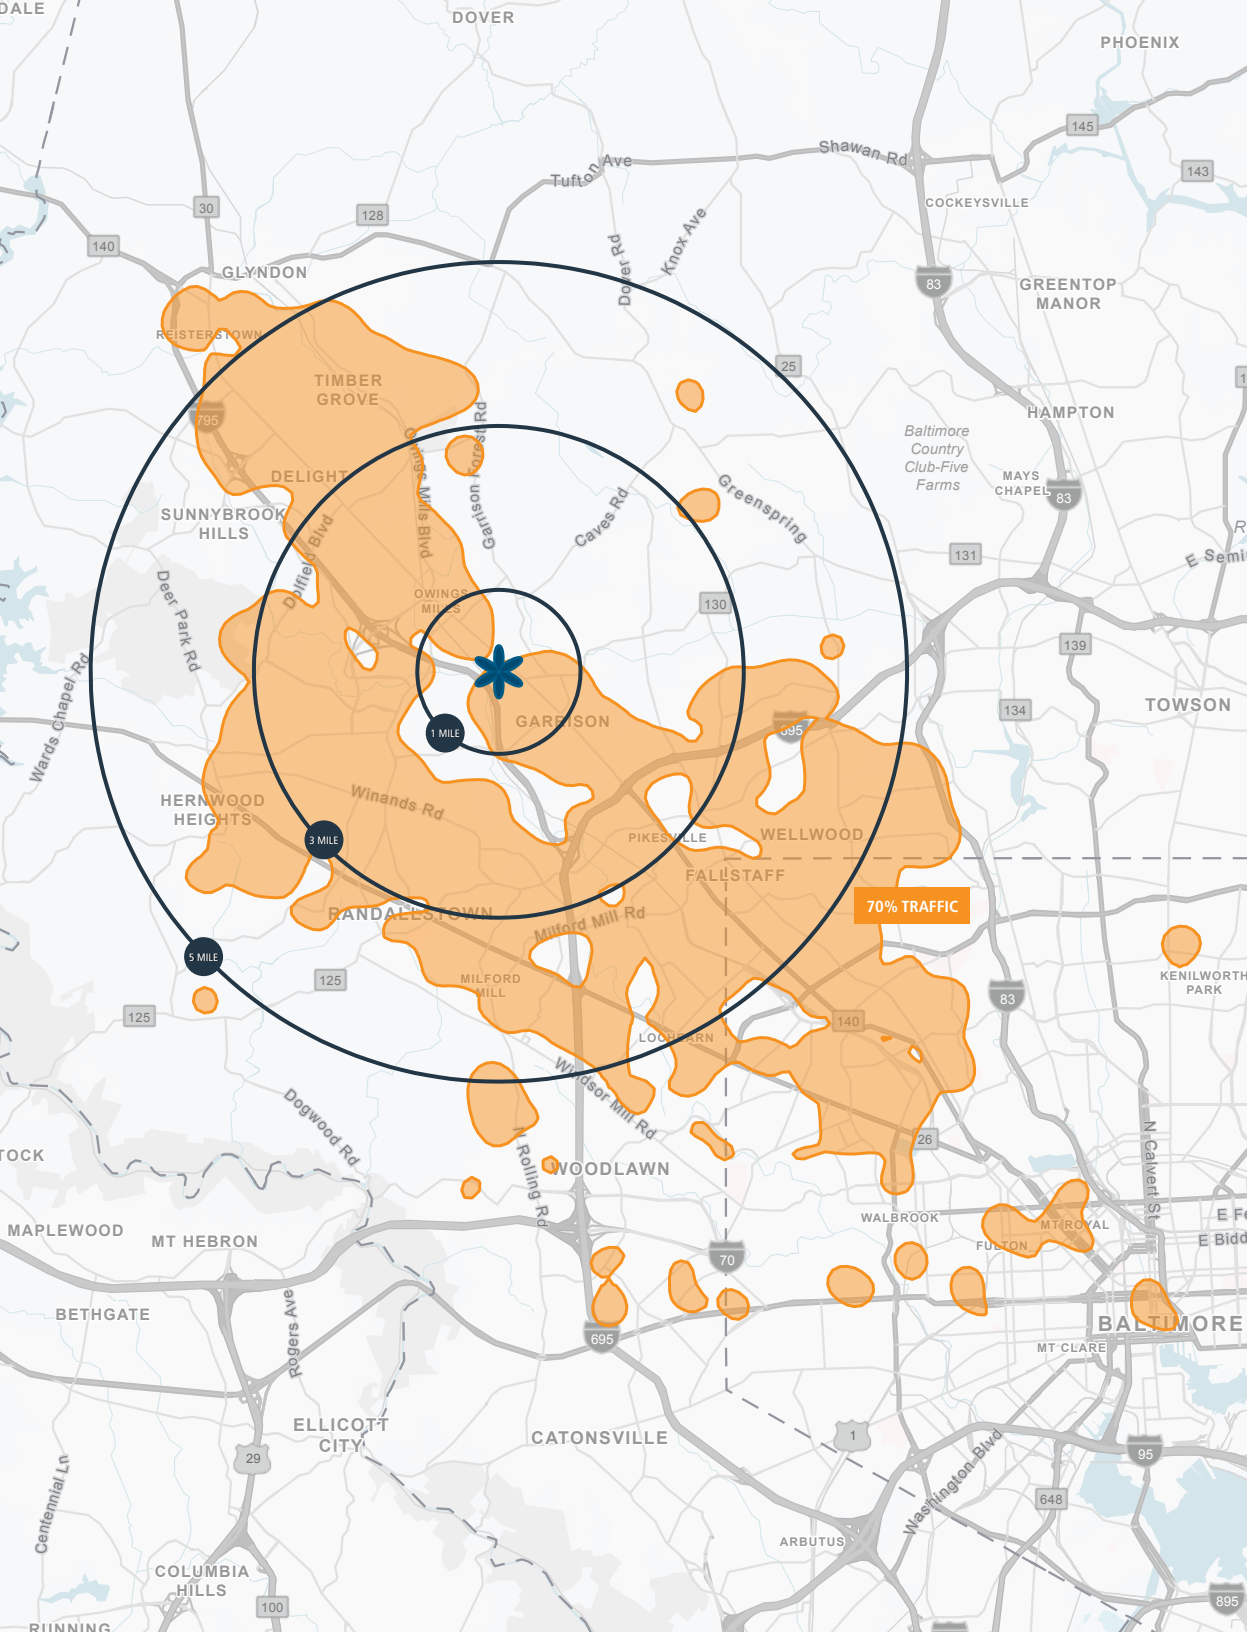 DALE
DOVER
PHOENIX
145
Shawan Rd
Tufton Ave
143
30
128
COCKEYSVILLE
140
Dover Rd
Knox Ave
GLYNDON
83
GREENTOP
MANOR
REISTERSTOWN
25
TIMBER
GROVE
795
HAMPTON
Baltimore
Country
Club-Five
Farms
Owings Mills Blvd
Garrison Forest Rd
DELIGHT
MAYS
CHAPEL
83
Greenspring
Caves Rd
SUNNYBROOK
HILLS
Dolfield Blvd
131
E Semi
Deer Park Rd
OWINGS
MILLS
130
139
Wards Chapel Rd
134
TOWSON
GARRISON
695
1 MILE
HERNWOOD
HEIGHTS
Winands Rd
3 MILE
PIKESVILLE
WELLWOOD
FALLSTAFF
70% TRAFFIC
RANDALLSTOWN
Milford Mill Rd
5 MILE
125
MILFORD
MILL
KENILWORTH
PARK
83
125
140
LOCHEARN
Windsor Mill Rd
Dogwood Rd
26
N Calvert St
TOCK
N Rolling Rd
WOODLAWN
WALBROOK
MT ROYAL
E Fe
MAPLEWOOD
MT HEBRON
FULTON
E Bidd
70
BETHGATE
Rogers Ave
695
BALTIMORE
MT CLARE
ELLICOTT
CITY
CATONSVILLE
1
95
29
Centennial Ln
Washington Blvd
648
ARBUTUS
COLUMBIA
HILLS
100
895
RUNNING